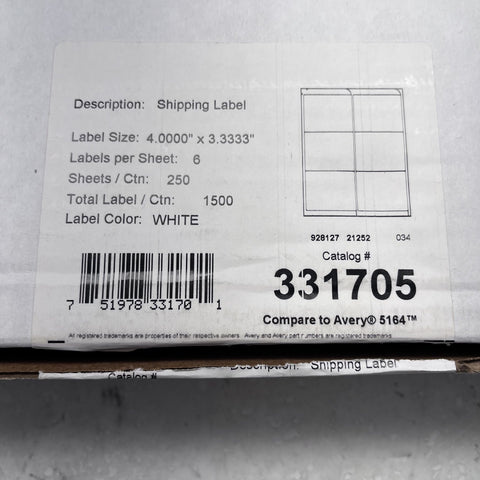 Description: Shipping Label
Label Size: 4.0000" x 3.3333"
Labels per Sheet: 6
Sheets / Ctn: 250
Total Label / Ctn: 1500
Label Color: WHITE
928127 21252 034
Catalog #
331705
Compare to Avery® 5164™
7 51978 33170 1
All registered trademarks are properties of their respective owners. Avery and Avery part numbers are registered trademarks
Description: Shipping Label
Catalog #